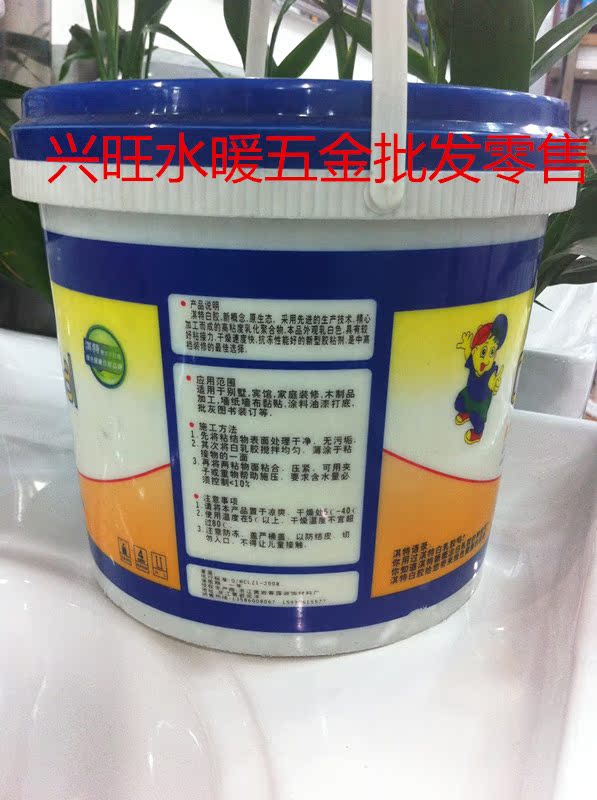 兴旺水暖五金批发零售
产品说明
淇特白胶,新概念,原生态,采用先进的生产技术,精心
加工而成的高粘度乳化聚合物,本品外观乳白色,具有较
好粘接力,干燥速度快,抗冻性能好的新型胶粘剂,是中高
档装修的最佳选择.
应用范围
适用于别墅,宾馆,家庭装修,木制品
加工,墙纸墙布黏贴,涂料油漆打底,
批灰图书装订等.
施工方法
1.先将粘结物表面处理干净,无污垢.
2.其次将白乳胶搅拌均匀,薄涂于粘
接物的一面
3.再将两粘物面粘合,压紧,可用夹
子或重物帮助施压,要求含水量必
须控制<10%
注意事项
1.请将本产品置于凉爽,干燥处5(-40(
2.使用温度在5(以上,干燥温度不宜超
过80(.
3.注意防冻,盖严桶盖,以防结皮,切
勿入口,不得让儿童接触.
淇特
淇特语录